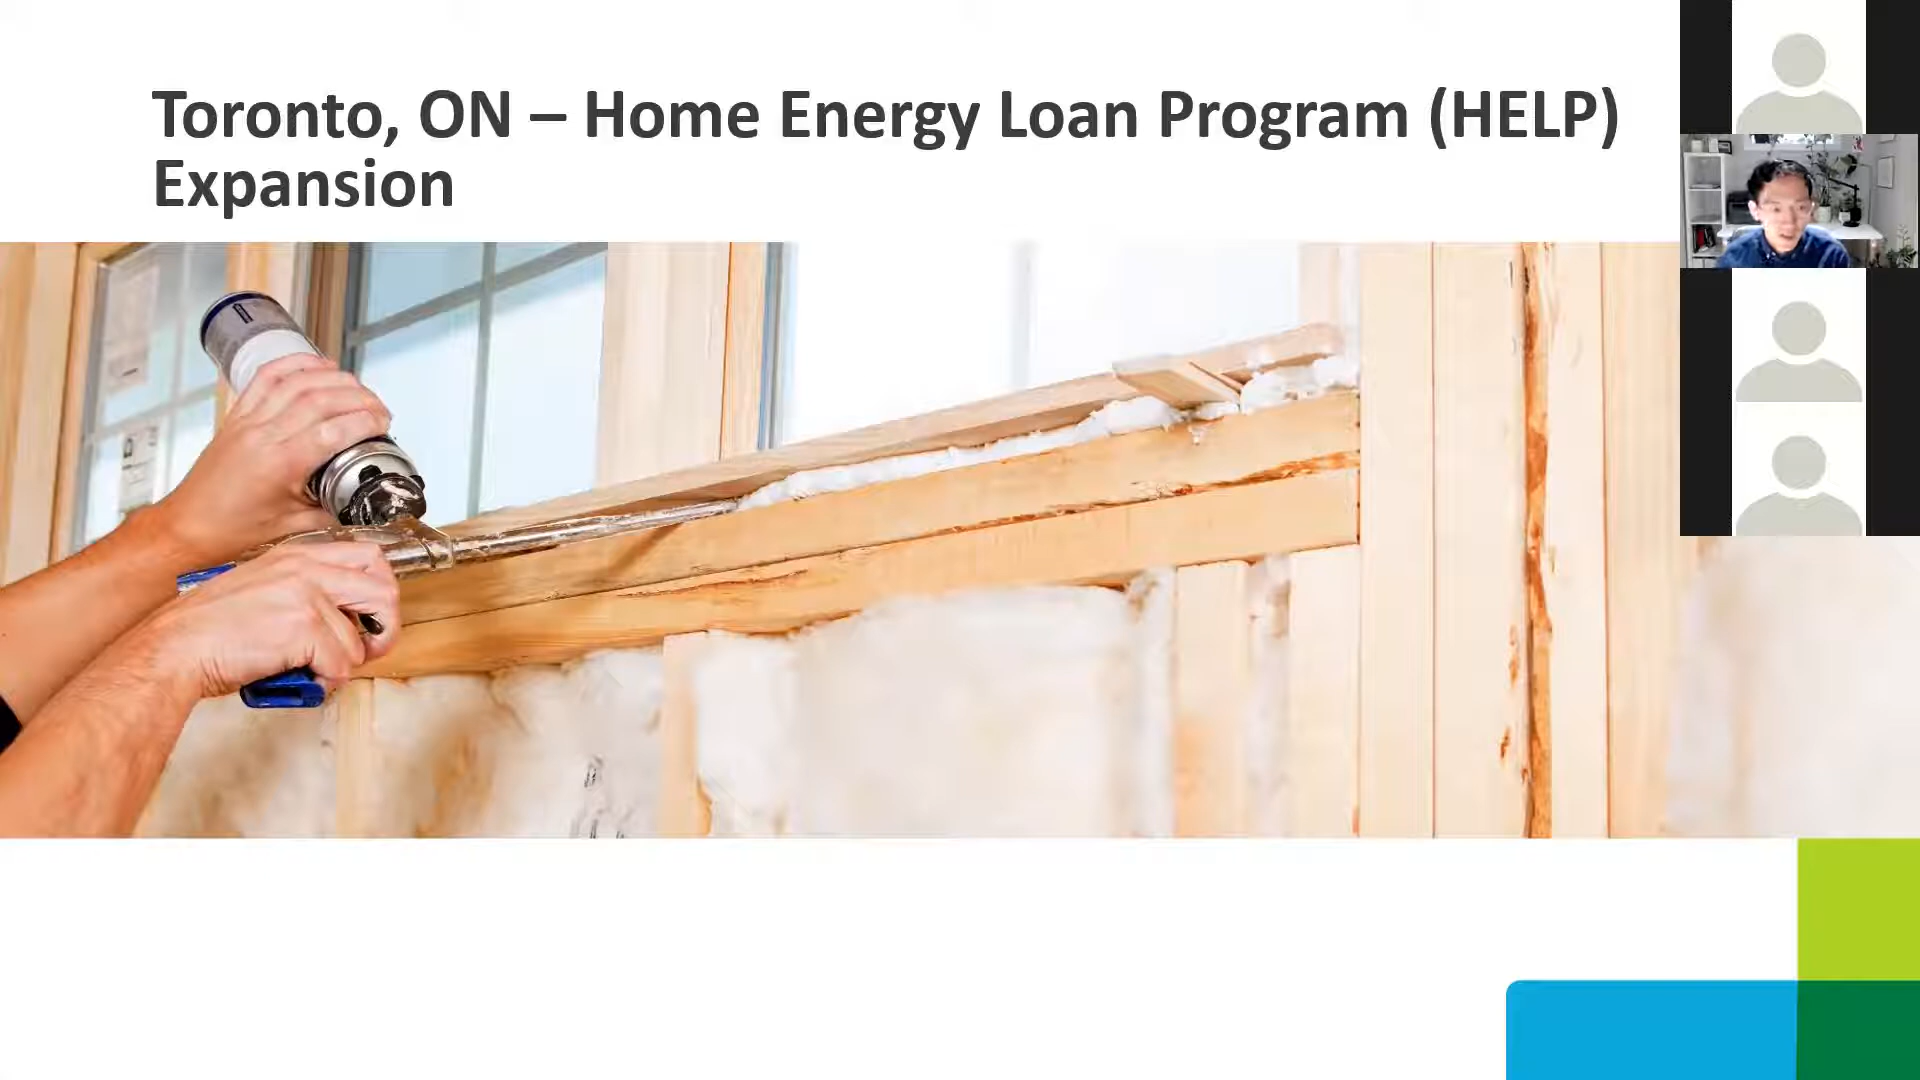 Toronto, ON – Home Energy Loan Program (HELP)
Expansion